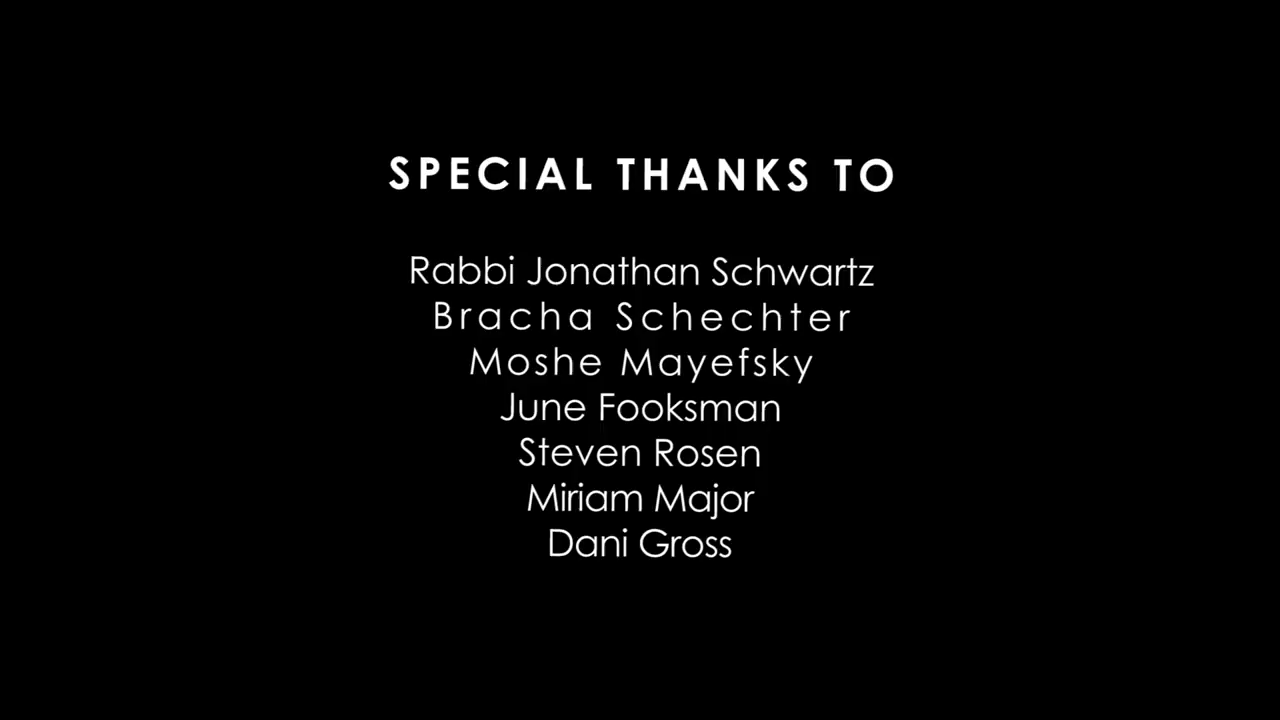 SPECIAL THANKS TO
Rabbi Jonathan Schwartz
Bracha Schechter
Moshe Mayefsky
June Fooksman
Steven Rosen
Miriam Major
Dani Gross